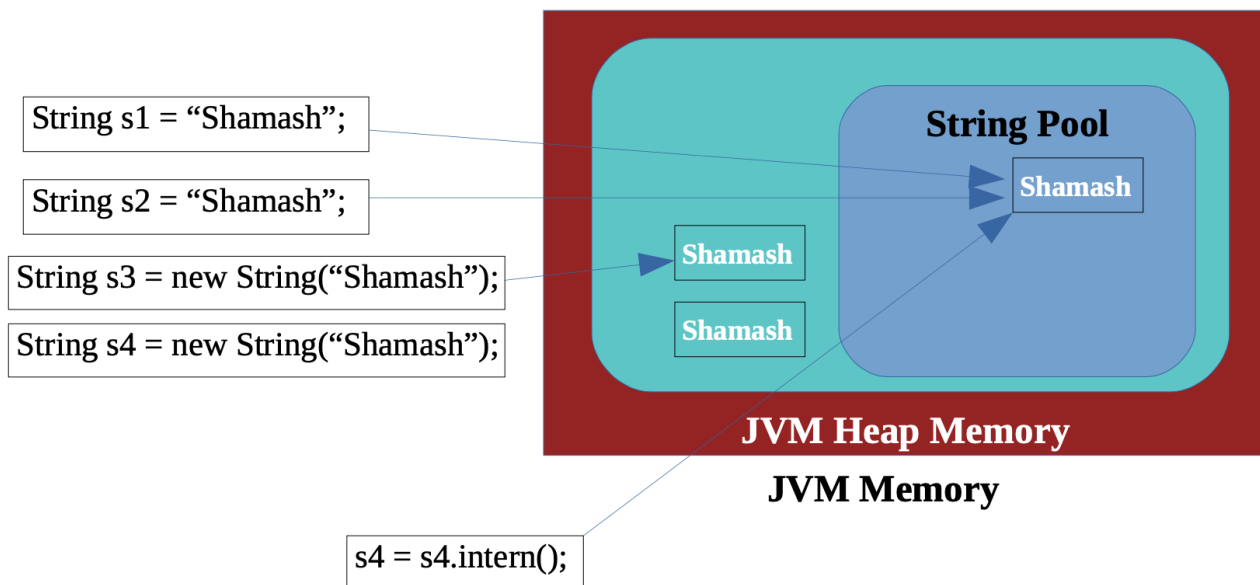 String s1 = “Shamash”;
String s2 = “Shamash”;
String s3 = new String(“Shamash”);
String s4 = new String(“Shamash”);
String Pool
Shamash
Shamash
Shamash
JVM Heap Memory
JVM Memory
s4 = s4.intern();